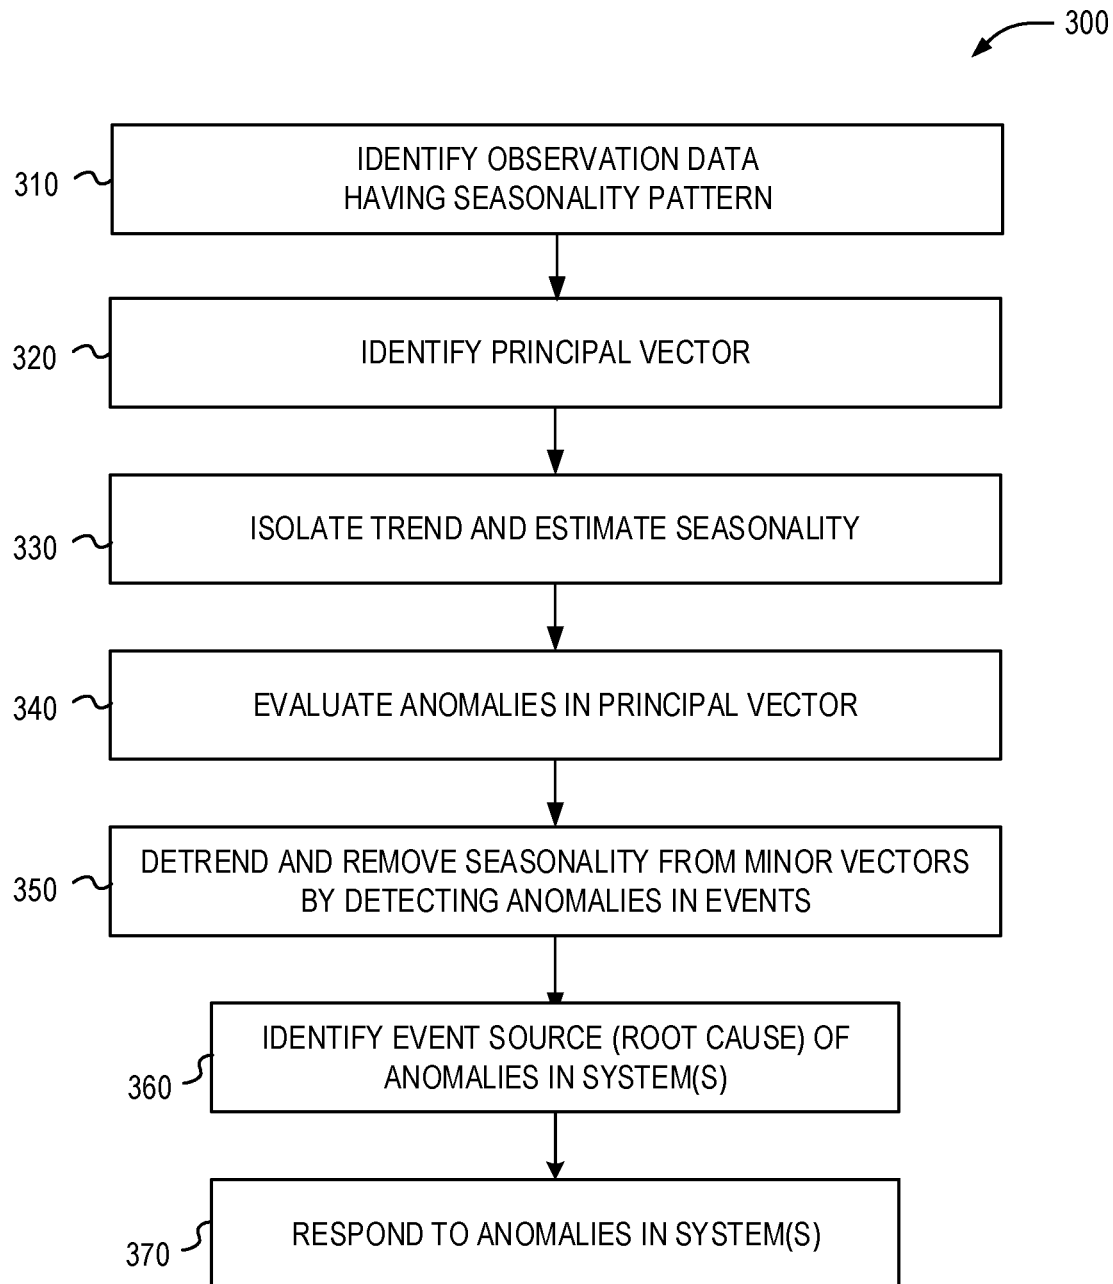 300
310
IDENTIFY OBSERVATION DATA
HAVING SEASONALITY PATTERN
320
IDENTIFY PRINCIPAL VECTOR
330
ISOLATE TREND AND ESTIMATE SEASONALITY
340
EVALUATE ANOMALIES IN PRINCIPAL VECTOR
350
DETREND AND REMOVE SEASONALITY FROM MINOR VECTORS
BY DETECTING ANOMALIES IN EVENTS
360
IDENTIFY EVENT SOURCE (ROOT CAUSE) OF
ANOMALIES IN SYSTEM(S)
370
RESPOND TO ANOMALIES IN SYSTEM(S)